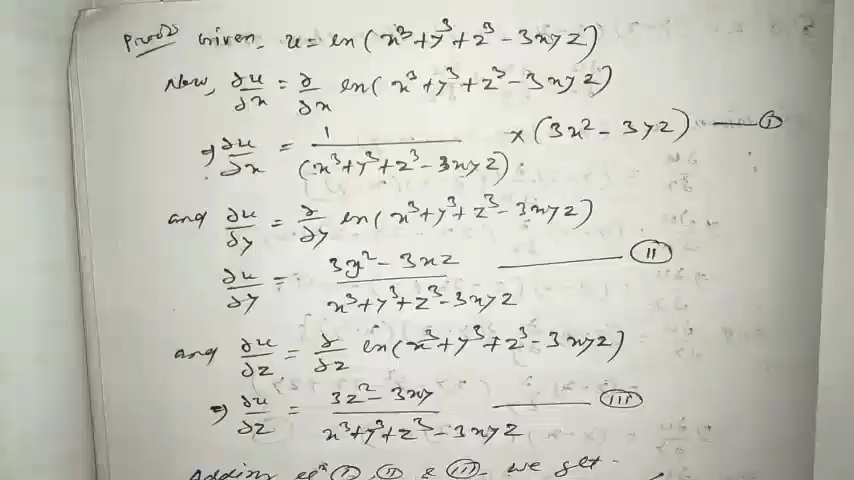 Proof:- Given, u = ln(x³+y³+z³-3xyz)
Now, ∂u/∂x = ∂/∂x ln(x³+y³+z³-3xyz)
⇒ ∂u/∂x = 1/(x³+y³+z³-3xyz) × (3x²-3yz) —— (I)
and ∂u/∂y = ∂/∂y ln(x³+y³+z³-3xyz)
∂u/∂y = (3y²-3xz)/(x³+y³+z³-3xyz) —— (II)
and ∂u/∂z = ∂/∂z ln(x³+y³+z³-3xyz)
⇒ ∂u/∂z = (3z²-3xy)/(x³+y³+z³-3xyz) —— (III)
Adding eqⁿ (I), (II) & (III), we get-